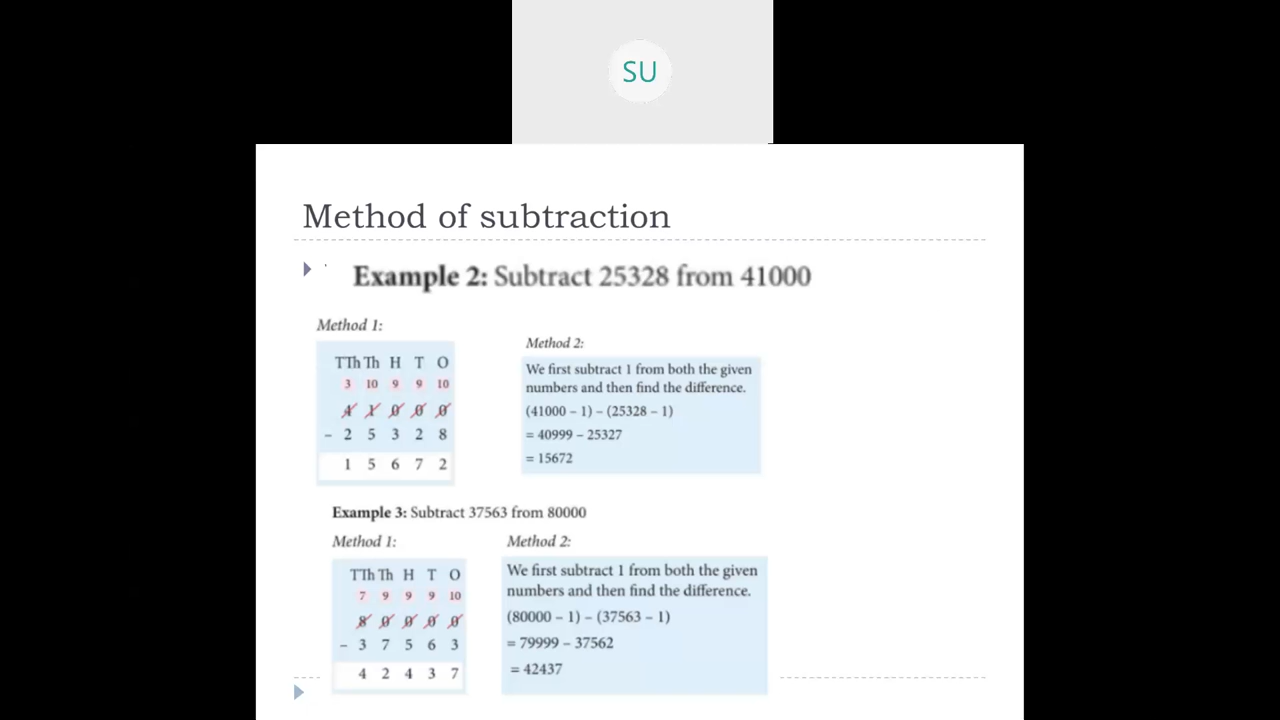 SU
Method of subtraction
Example 2: Subtract 25328 from 41000
Method 1:
TTh Th H T O
3 10 9 9 10
4 1 0 0 0
- 2 5 3 2 8
1 5 6 7 2
Method 2:
We first subtract 1 from both the given
numbers and then find the difference.
(41000 – 1) – (25328 – 1)
= 40999 – 25327
= 15672
Example 3: Subtract 37563 from 80000
Method 1:
TTh Th H T O
7 9 9 9 10
8 0 0 0 0
– 3 7 5 6 3
4 2 4 3 7
Method 2:
We first subtract 1 from both the given
numbers and then find the difference.
(80000 – 1) – (37563 – 1)
= 79999 – 37562
= 42437